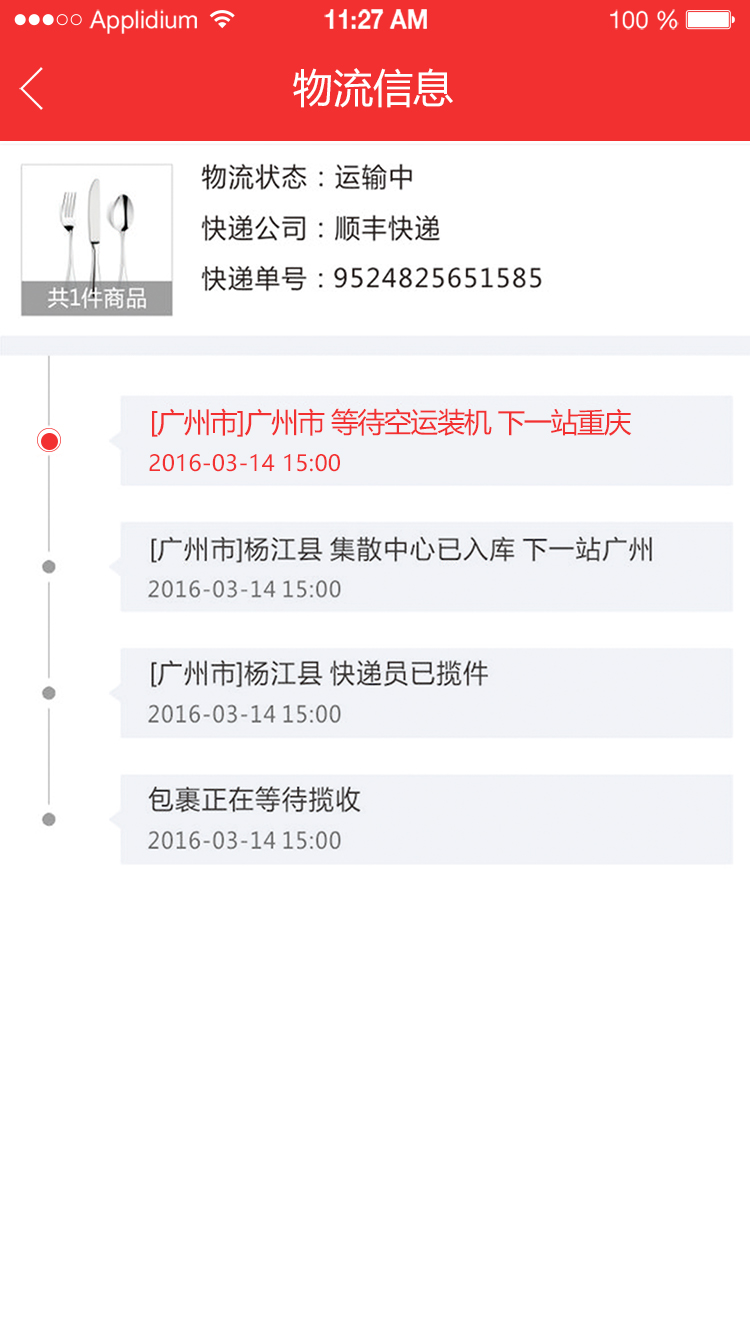 Applidium 11:27 AM 100 %
物流信息
物流状态：运输中
快递公司：顺丰快递
快递单号：9524825651585
共1件商品
[广州市]广州市 等待空运装机 下一站重庆
2016-03-14 15:00
[广州市]杨江县 集散中心已入库 下一站广州
2016-03-14 15:00
[广州市]杨江县 快递员已揽件
2016-03-14 15:00
包裹正在等待揽收
2016-03-14 15:00